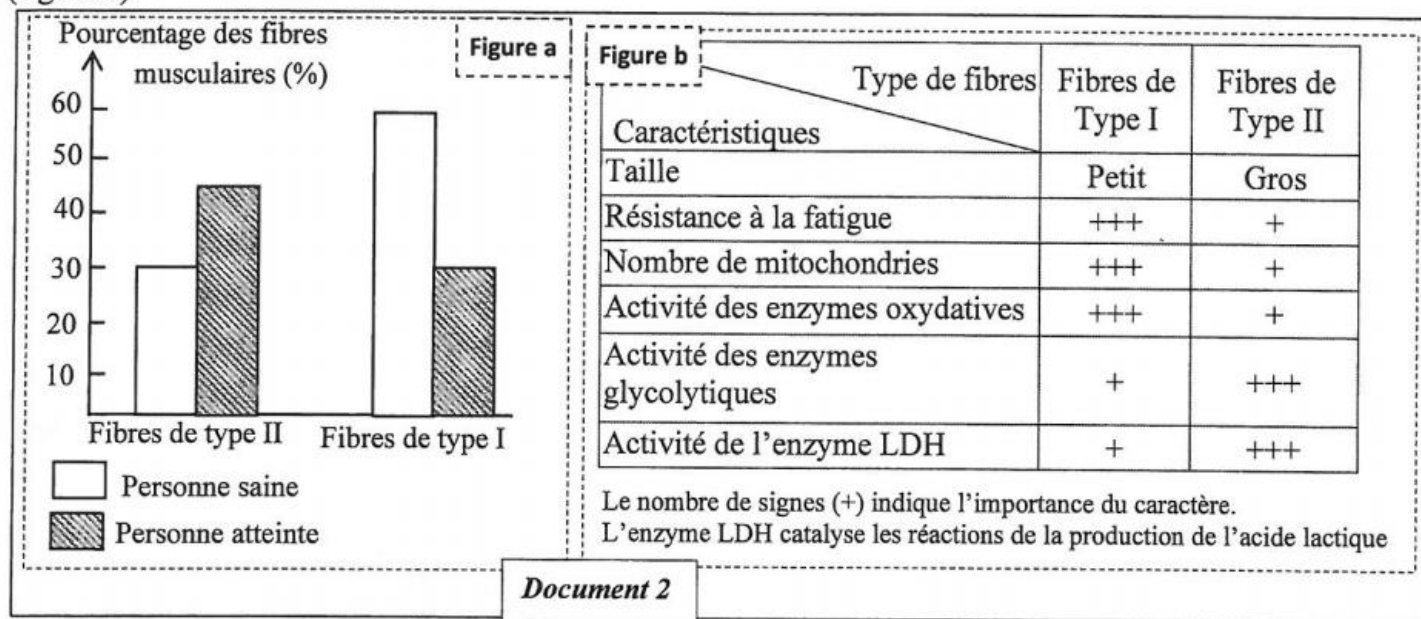 Pourcentage des fibres
musculaires (%)
Figure a
60
50
40
30
20
10
Fibres de type II
Fibres de type I
Personne saine
Personne atteinte
Figure b
Type de fibres
Caractéristiques
Fibres de
Type I
Fibres de
Type II
Taille
Petit
Gros
Résistance à la fatigue
+++
+
Nombre de mitochondries
+++
+
Activité des enzymes oxydatives
+++
+
Activité des enzymes
glycolytiques
+
+++
Activité de l'enzyme LDH
+
+++
Le nombre de signes (+) indique l'importance du caractère.
L'enzyme LDH catalyse les réactions de la production de l'acide lactique
Document 2